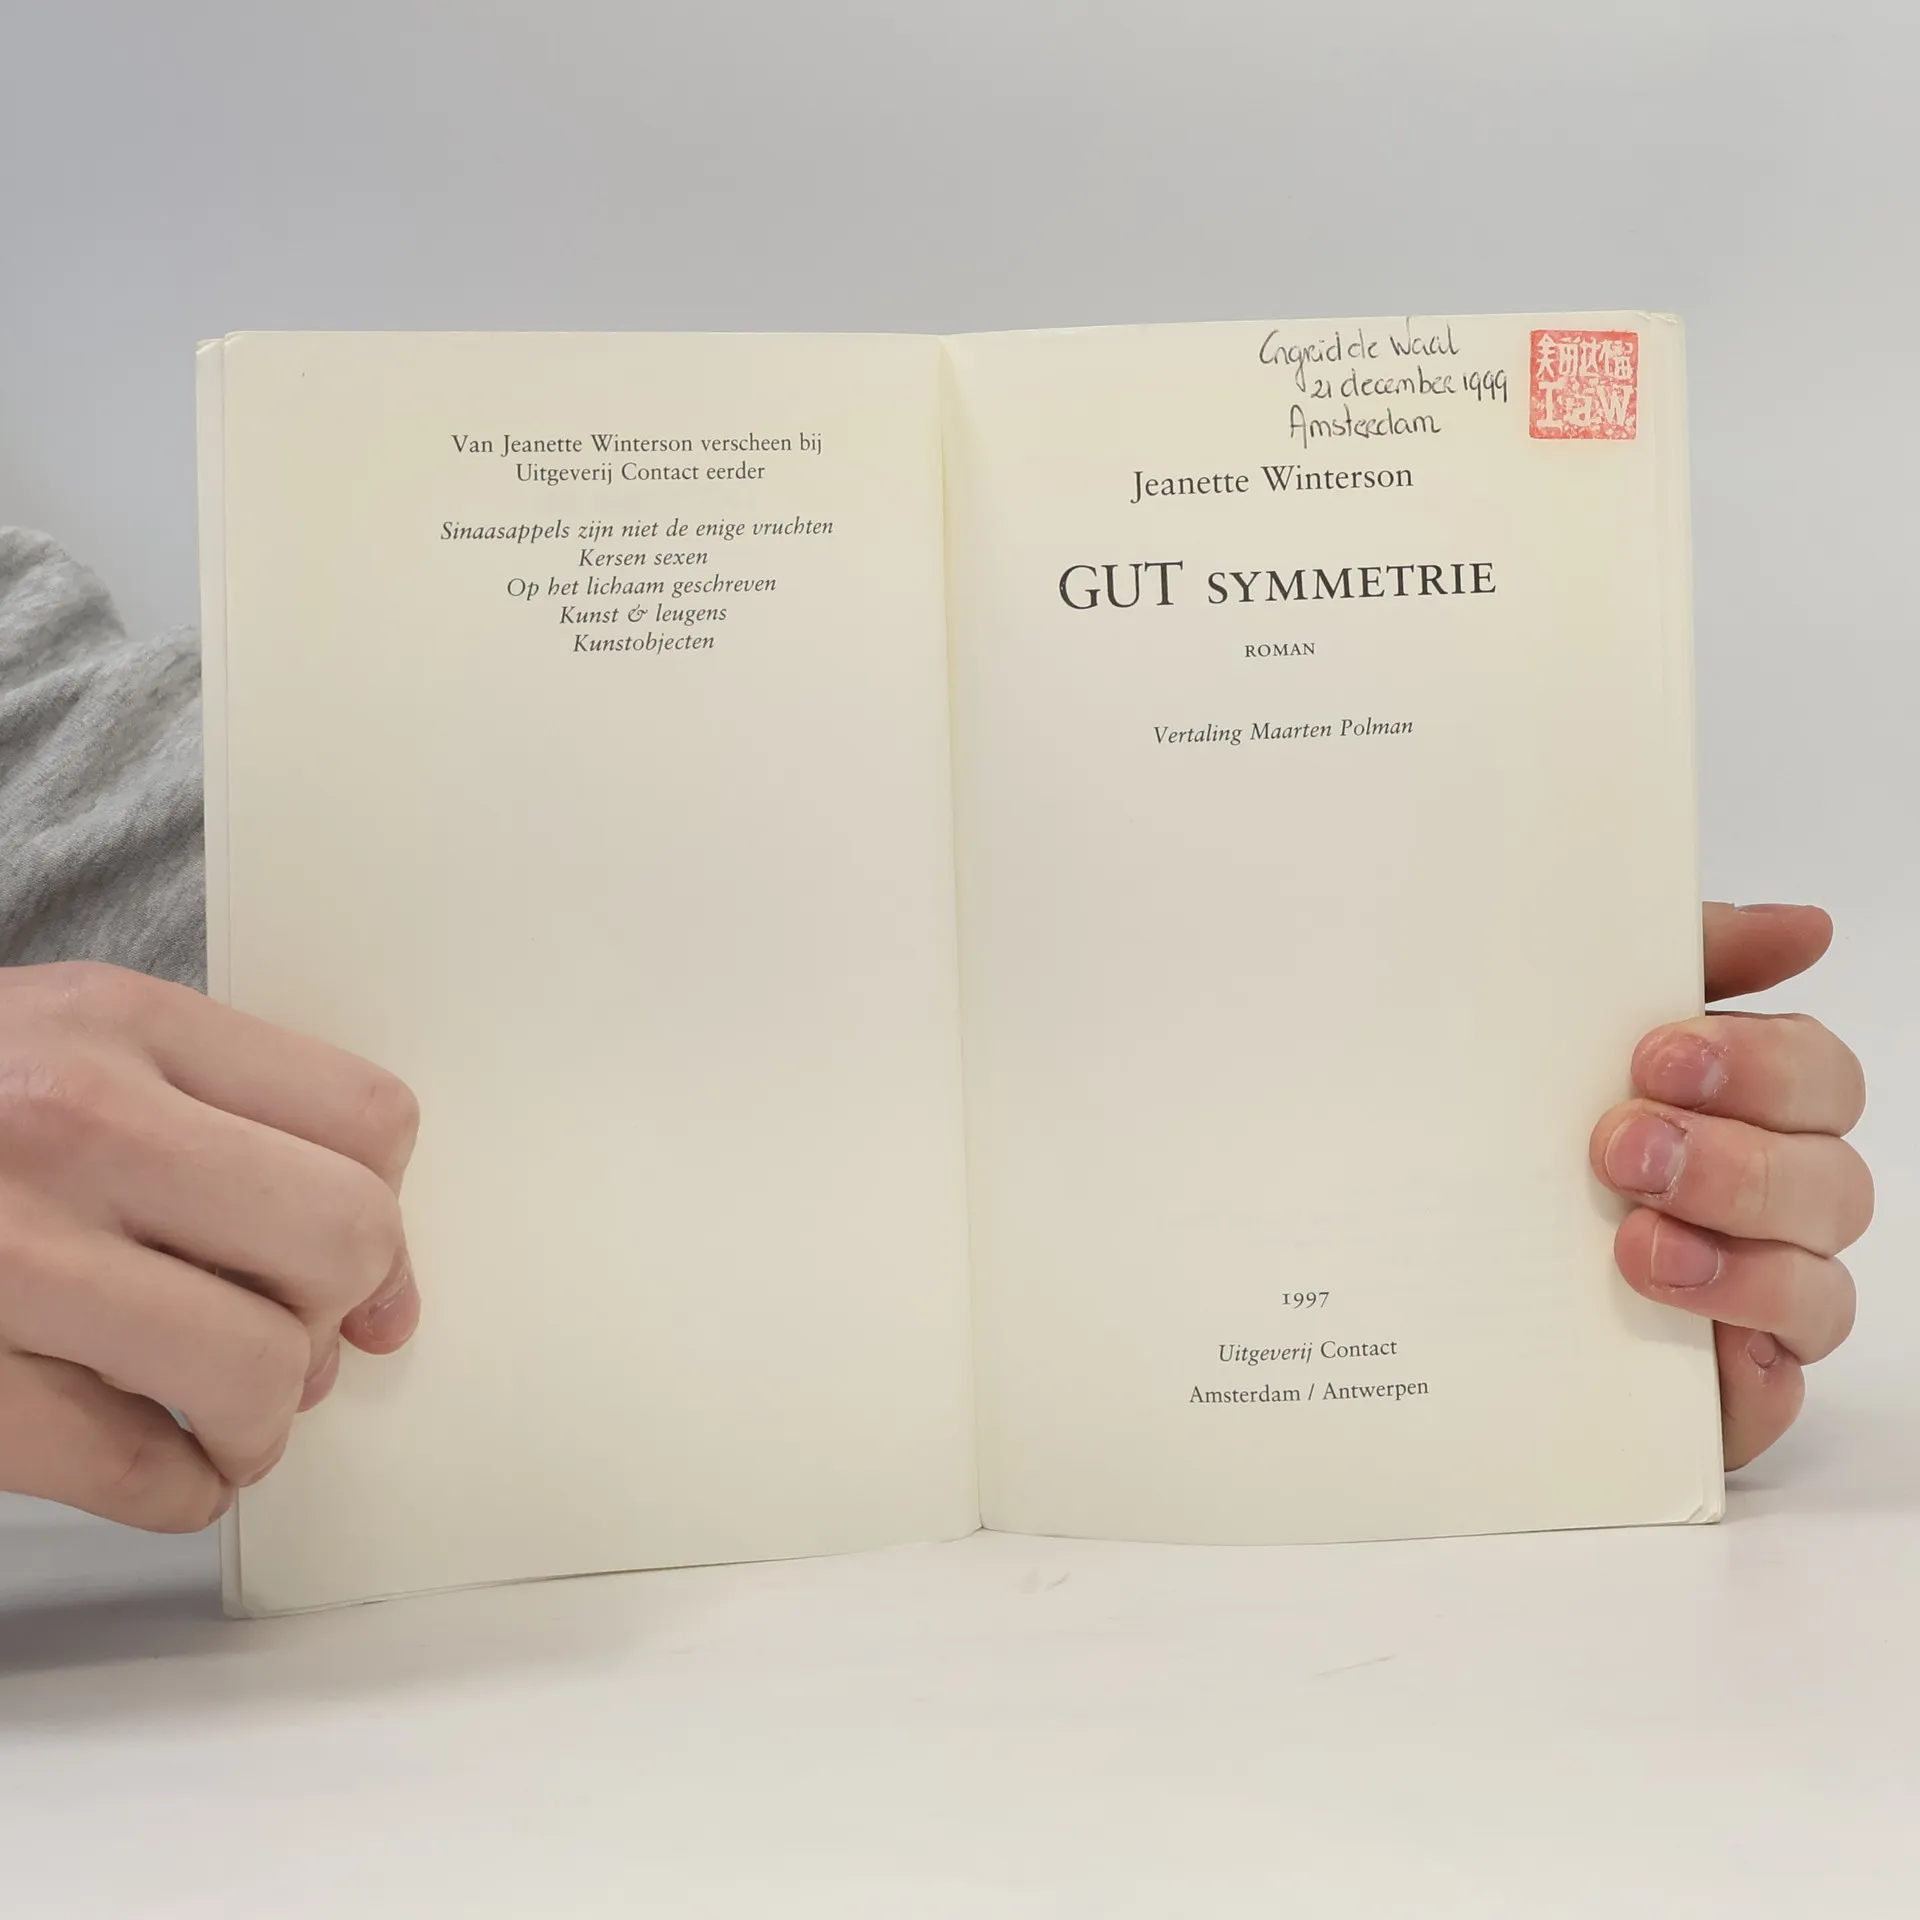 Van Jeanette Winterson verscheen bij
Uitgeverij Contact eerder
Sinaasappels zijn niet de enige vruchten
Kersen sexen
Op het lichaam geschreven
Kunst & leugens
Kunstobjecten
Ingrid de Waal
21 december 1999
Amsterdam
IdW
Jeanette Winterson
GUT SYMMETRIE
ROMAN
Vertaling Maarten Polman
1997
Uitgeverij Contact
Amsterdam / Antwerpen